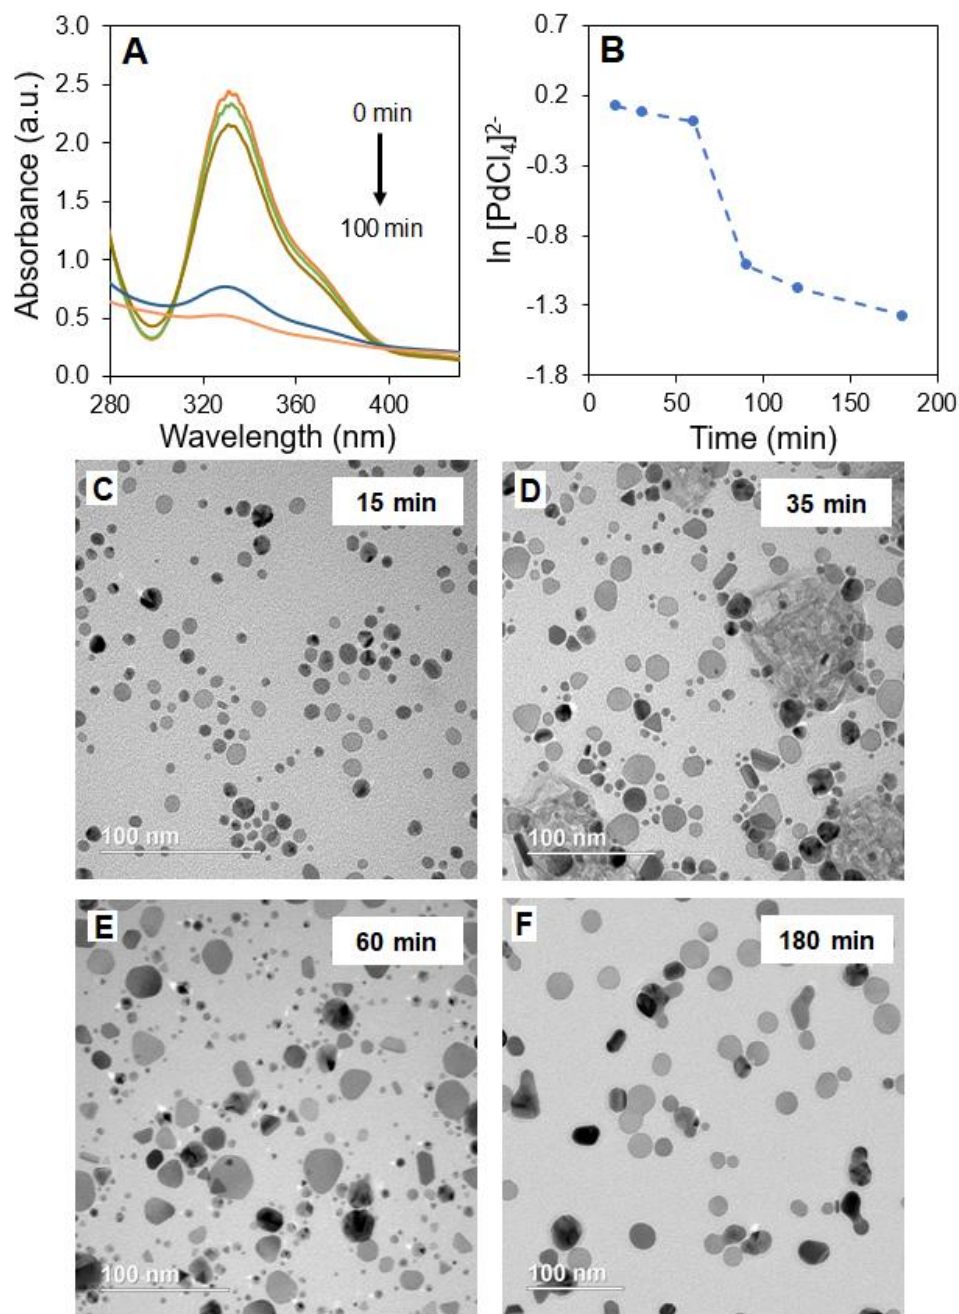 A
3.0
2.5
2.0
1.5
1.0
0.5
0.0
Absorbance (a.u.)
0 min
100 min
280
320
360
400
Wavelength (nm)
B
0.7
0.2
-0.3
-0.8
-1.3
-1.8
ln [PdCl4]2-
0
50
100
150
200
Time (min)
C
15 min
100 nm
D
35 min
100 nm
E
60 min
100 nm
F
180 min
100 nm